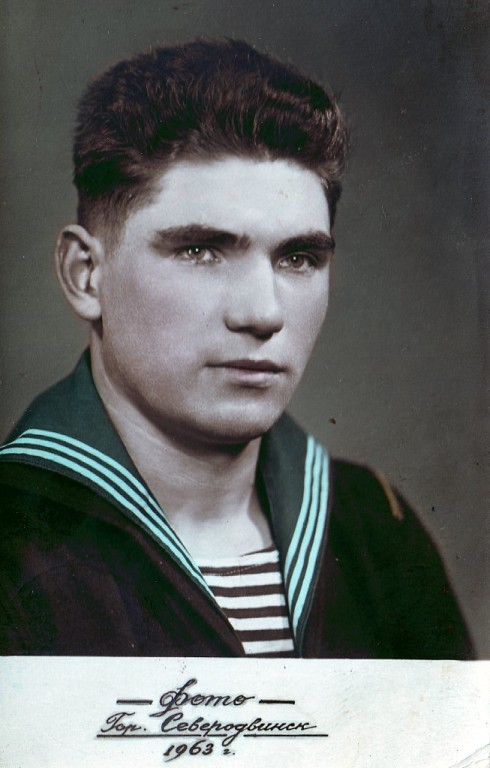 — Фото —
Гор. Северодвинск
1963 г.